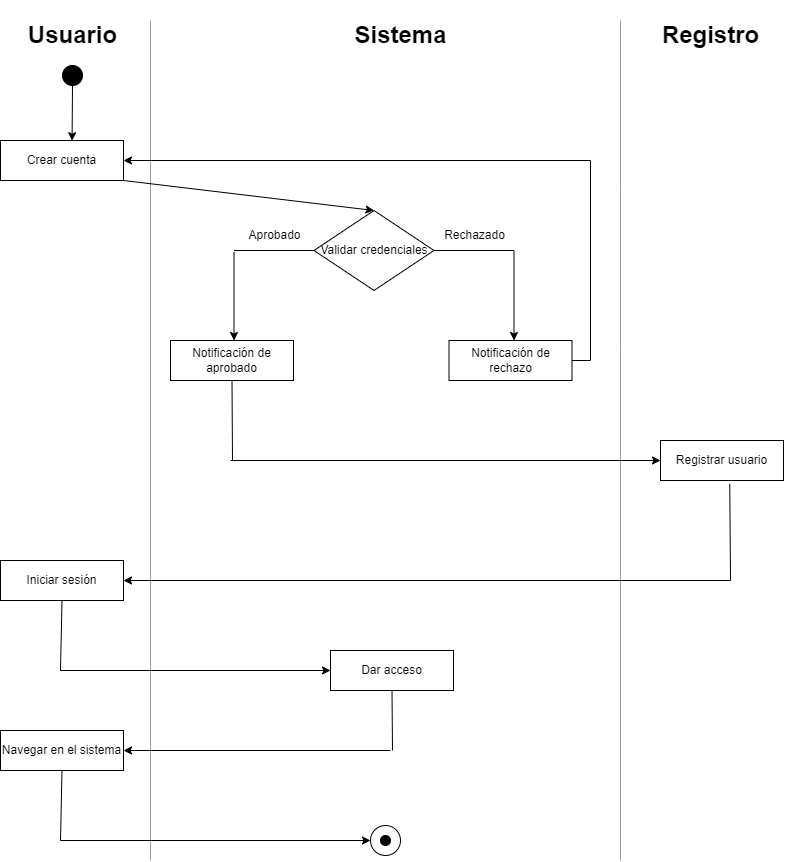 Usuario
Sistema
Registro
Crear cuenta
Aprobado
Rechazado
Validar credenciales
Notificación de
aprobado
Notificación de
rechazo
Registrar usuario
Iniciar sesión
Dar acceso
Navegar en el sistema